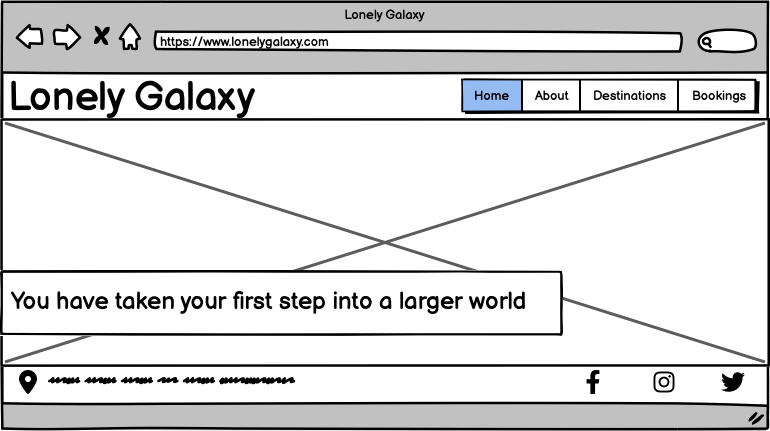 Lonely Galaxy
https://www.lonelygalaxy.com
Lonely Galaxy
Home About Destinations Bookings
You have taken your first step into a larger world